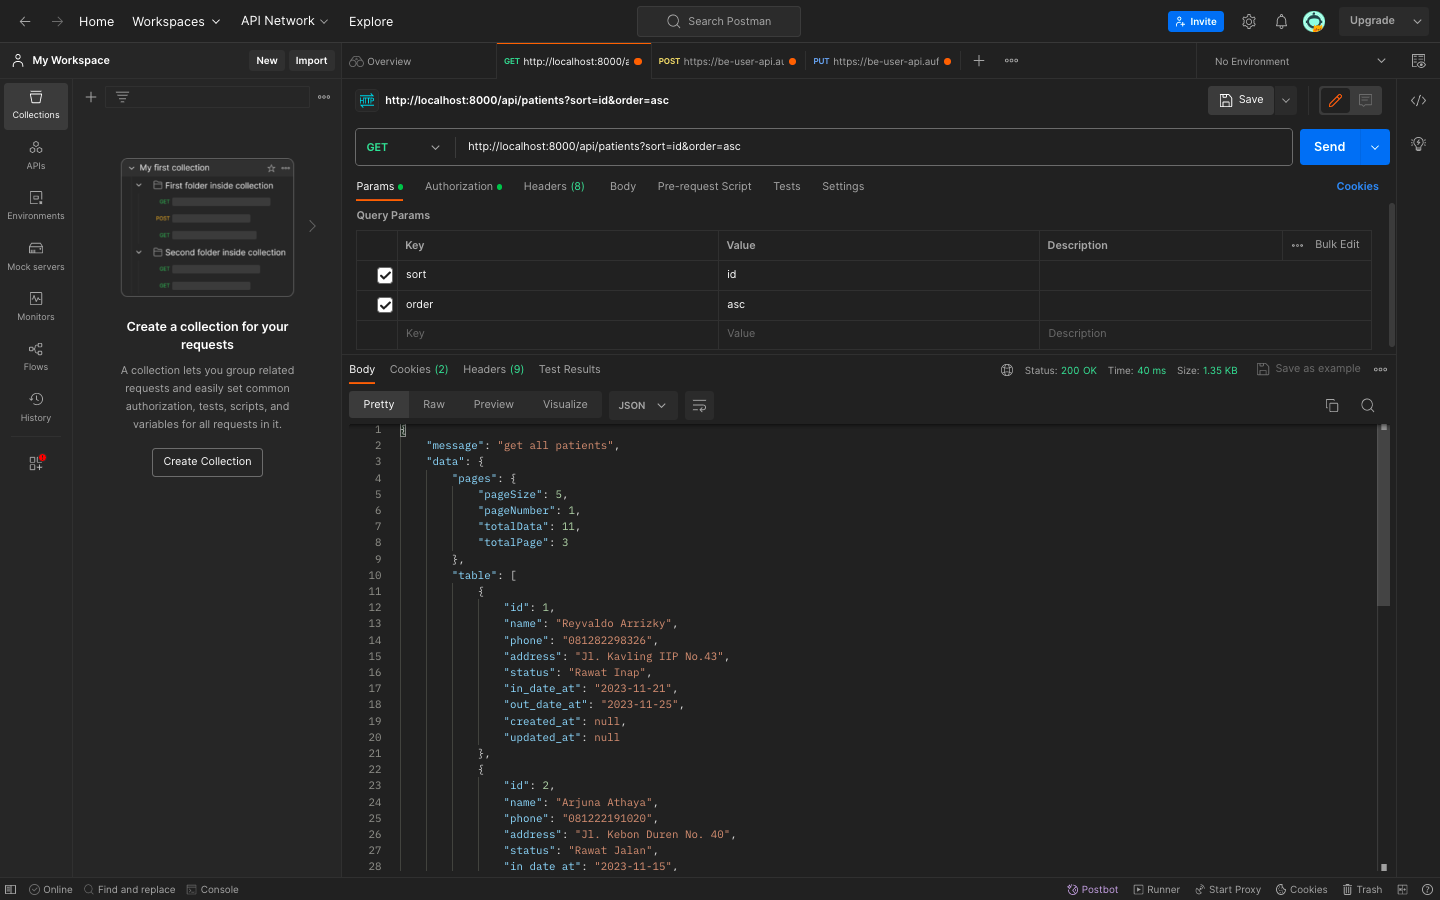 Home Workspaces API Network Explore Search Postman Invite Upgrade
My Workspace New Import Overview GET http://localhost:8000/a POST https://be-user-api.au PUT https://be-user-api.auf No Environment
Collections
APIs
Environments
Mock servers
Monitors
Flows
History
My first collection
First folder inside collection
GET
POST
GET
Second folder inside collection
GET
GET
Create a collection for your
requests
A collection lets you group related
requests and easily set common
authorization, tests, scripts, and
variables for all requests in it.
Create Collection
HTTP http://localhost:8000/api/patients?sort=id&order=asc Save
GET http://localhost:8000/api/patients?sort=id&order=asc Send
Params Authorization Headers (8) Body Pre-request Script Tests Settings Cookies
Query Params
Key Value Description Bulk Edit
sort id
order asc
Key Value Description
Body Cookies (2) Headers (9) Test Results Status: 200 OK Time: 40 ms Size: 1.35 KB Save as example
Pretty Raw Preview Visualize JSON
1 {
2 "message": "get all patients",
3 "data": {
4 "pages": {
5 "pageSize": 5,
6 "pageNumber": 1,
7 "totalData": 11,
8 "totalPage": 3
9 },
10 "table": [
11 {
12 "id": 1,
13 "name": "Reyvaldo Arrizky",
14 "phone": "081282298326",
15 "address": "Jl. Kavling IIP No.43",
16 "status": "Rawat Inap",
17 "in_date_at": "2023-11-21",
18 "out_date_at": "2023-11-25",
19 "created_at": null,
20 "updated_at": null
21 },
22 {
23 "id": 2,
24 "name": "Arjuna Athaya",
25 "phone": "081222191020",
26 "address": "Jl. Kebon Duren No. 40",
27 "status": "Rawat Jalan",
28 "in_date_at": "2023-11-15",
Online Find and replace Console Postbot Runner Start Proxy Cookies Trash